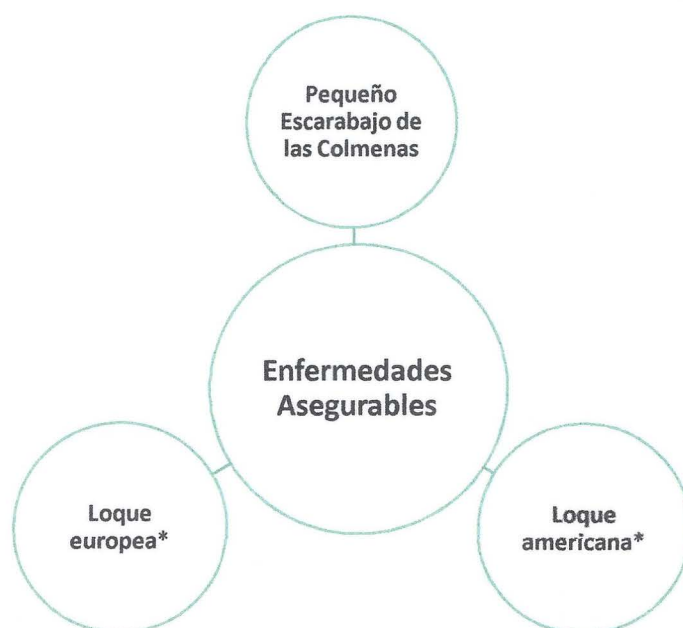 Pequeño
Escarabajo de
las Colmenas
Enfermedades
Asegurables
Loque
europea*
Loque
americana*